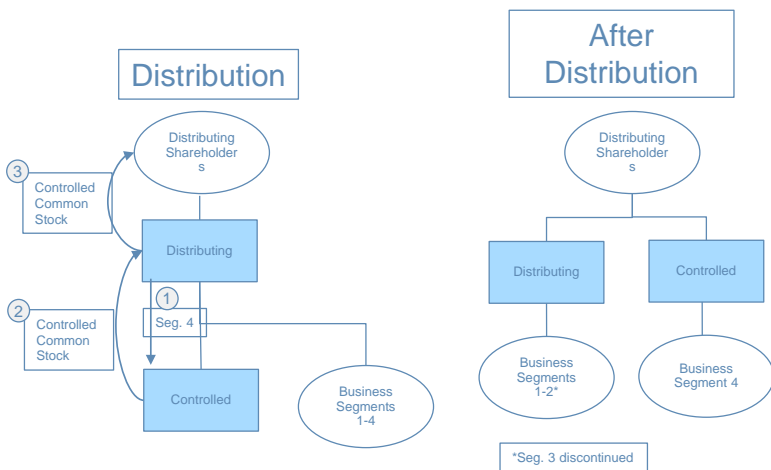 Distribution
Distributing
Shareholder
s
3
Controlled
Common
Stock
Distributing
1
Seg. 4
2
Controlled
Common
Stock
Controlled
Business
Segments
1-4
After
Distribution
Distributing
Shareholder
s
Distributing
Controlled
Business
Segments
1-2*
Business
Segment 4
*Seg. 3 discontinued